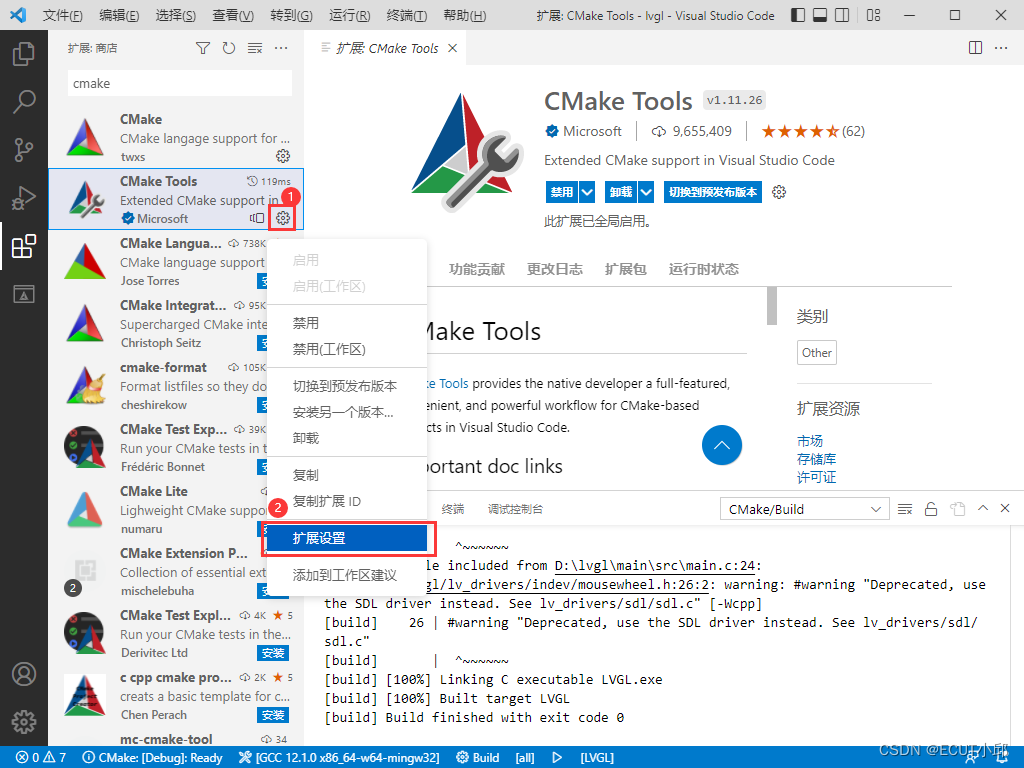 文件(F) 编辑(E) 选择(S) 查看(V) 转到(G) 运行(R) 终端(T) 帮助(H) 扩展: CMake Tools - lvgl - Visual Studio Code
扩展: 商店
cmake
CMake
CMake langage support for ...
twxs
CMake Tools 119ms
Extended CMake support in
Microsoft
1
CMake Langua... 738K
CMake language support
Jose Torres
CMake Integrat... 95K
Supercharged CMake inte
Christoph Seitz
cmake-format 105K
Format listfiles so they do
cheshirekow
CMake Test Exp... 39K
Run your CMake tests in t
Frédéric Bonnet
CMake Lite
Lighweight CMake suppo
numaru
CMake Extension P...
Collection of essential ext
mischelebuha
2
CMake Test Expl... 4K 5
Run your CMake tests in the...
Derivitec Ltd
安装
c cpp cmake pro... 2K 5
creats a basic template for c...
Chen Perach
安装
mc-cmake-tool 34
启用
启用(工作区)
禁用
禁用(工作区)
切换到预发布版本
安装另一个版本...
卸载
复制
复制扩展 ID
2
扩展设置
添加到工作区建议
扩展: CMake Tools
CMake Tools v1.11.26
Microsoft 9,655,409 (62)
Extended CMake support in Visual Studio Code
禁用 卸载 切换到预发布版本
此扩展已全局启用。
功能贡献 更改日志 扩展包 运行时状态
Make Tools
ke Tools provides the native developer a full-featured,
enient, and powerful workflow for CMake-based
cts in Visual Studio Code.
portant doc links
类别
Other
扩展资源
市场
存储库
许可证
终端 调试控制台 CMake/Build
^~~~~~~
le included from D:\lvgl\main\src\main.c:24:
gl/lv_drivers/indev/mousewheel.h:26:2: warning: #warning "Deprecated, use
the SDL driver instead. See lv_drivers/sdl/sdl.c" [-Wcpp]
[build] 26 | #warning "Deprecated, use the SDL driver instead. See lv_drivers/sdl/
sdl.c"
[build] | ^~~~~~~
[build] [100%] Linking C executable LVGL.exe
[build] [100%] Built target LVGL
[build] Build finished with exit code 0
0 7 CMake: [Debug]: Ready [GCC 12.1.0 x86_64-w64-mingw32] Build [all] [LVGL]
CSDN @ECUT小邱